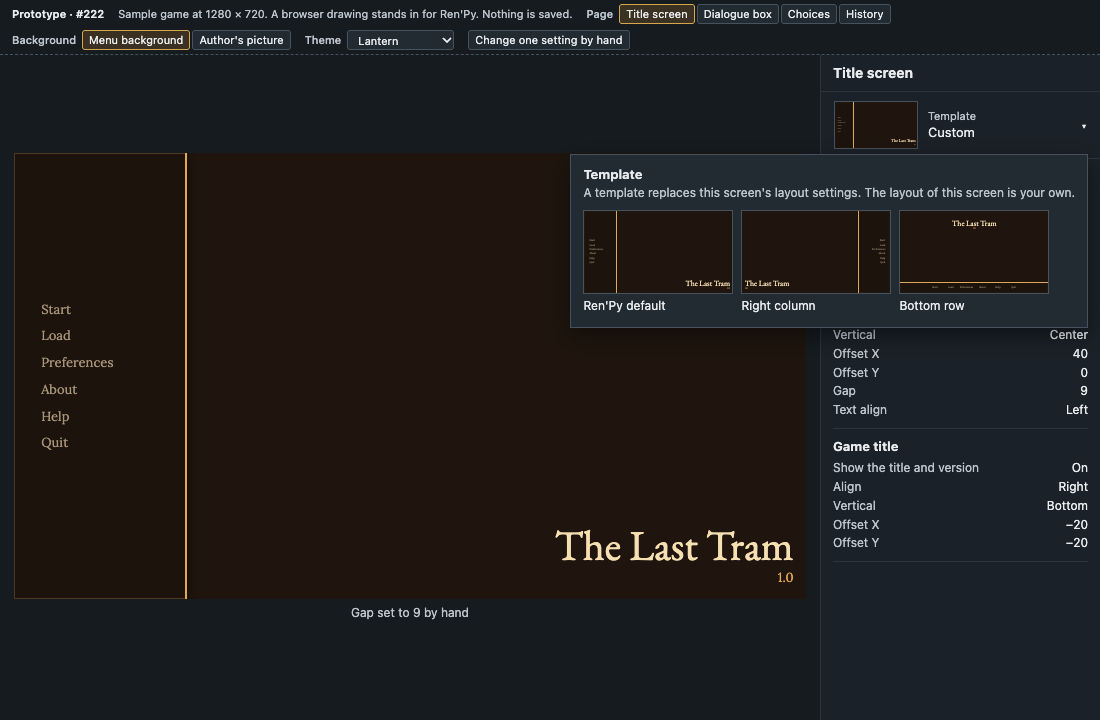 Prototype · #222 Sample game at 1280 × 720. A browser drawing stands in for Ren'Py. Nothing is saved. Page Title screen Dialogue box Choices History
Background Menu background Author's picture Theme Lantern Change one setting by hand
Title screen
The Last Tram
Template
Custom
Template
A template replaces this screen's layout settings. The layout of this screen is your own.
The Last Tram
The Last Tram
The Last Tram
Ren'Py default
Right column
Bottom row
Start
Load
Preferences
About
Help
Quit
The Last Tram
1.0
Gap set to 9 by hand
Vertical Center
Offset X 40
Offset Y 0
Gap 9
Text align Left
Game title
Show the title and version On
Align Right
Vertical Bottom
Offset X −20
Offset Y −20